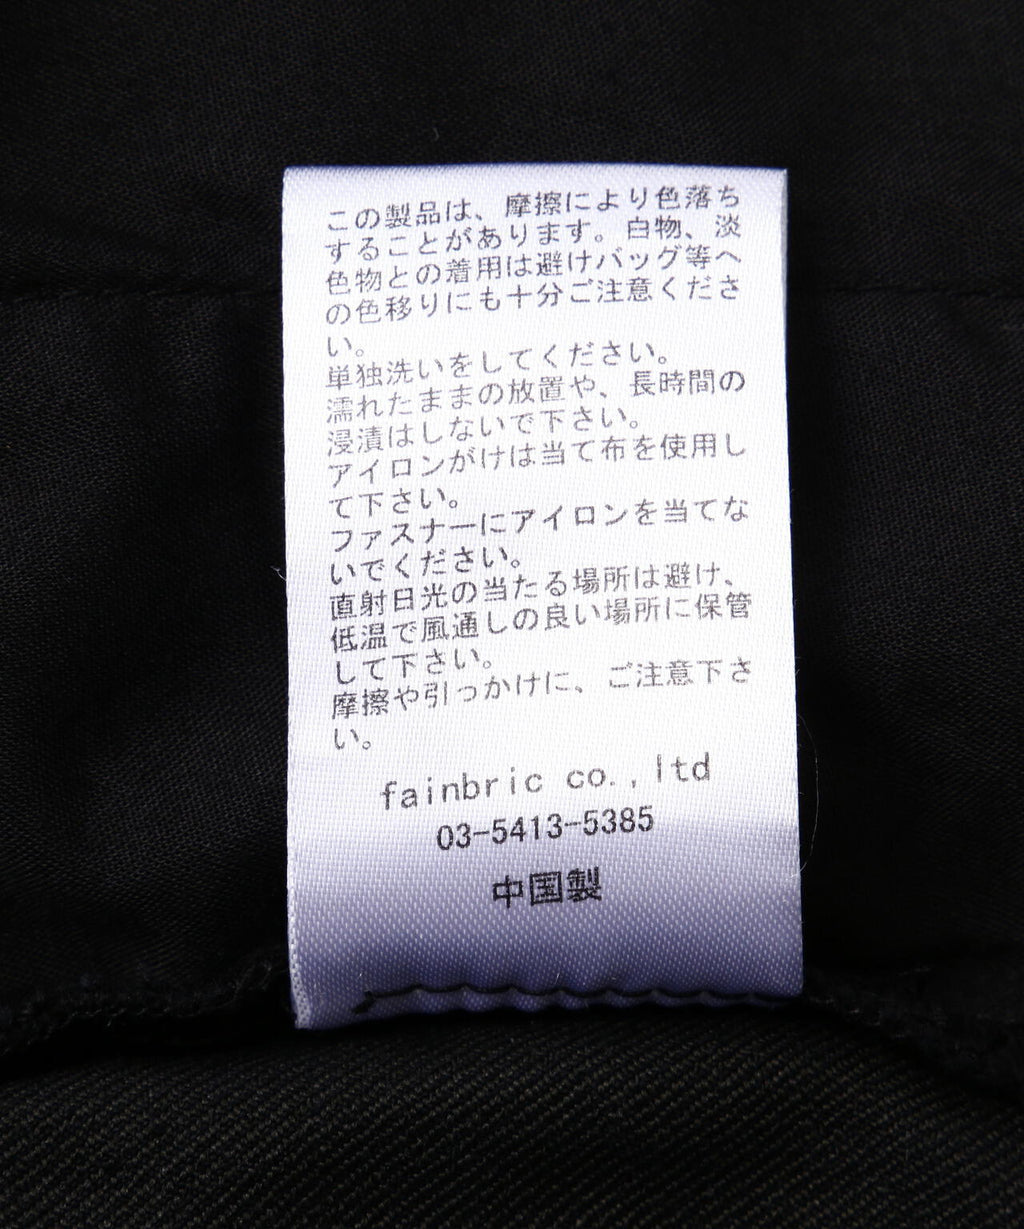 この製品は、摩擦により色落ち
することがあります。白物、淡
色物との着用は避けバッグ等へ
の色移りにも十分ご注意くださ
い。
単独洗いをしてください。
濡れたままの放置や、長時間の
浸漬はしないで下さい。
アイロンがけは当て布を使用し
て下さい。
ファスナーにアイロンを当てな
いでください。
直射日光の当たる場所は避け、
低温で風通しの良い場所に保管
して下さい。
摩擦や引っかけに、ご注意下さ
い。
fainbric co.,ltd
03-5413-5385
中国製